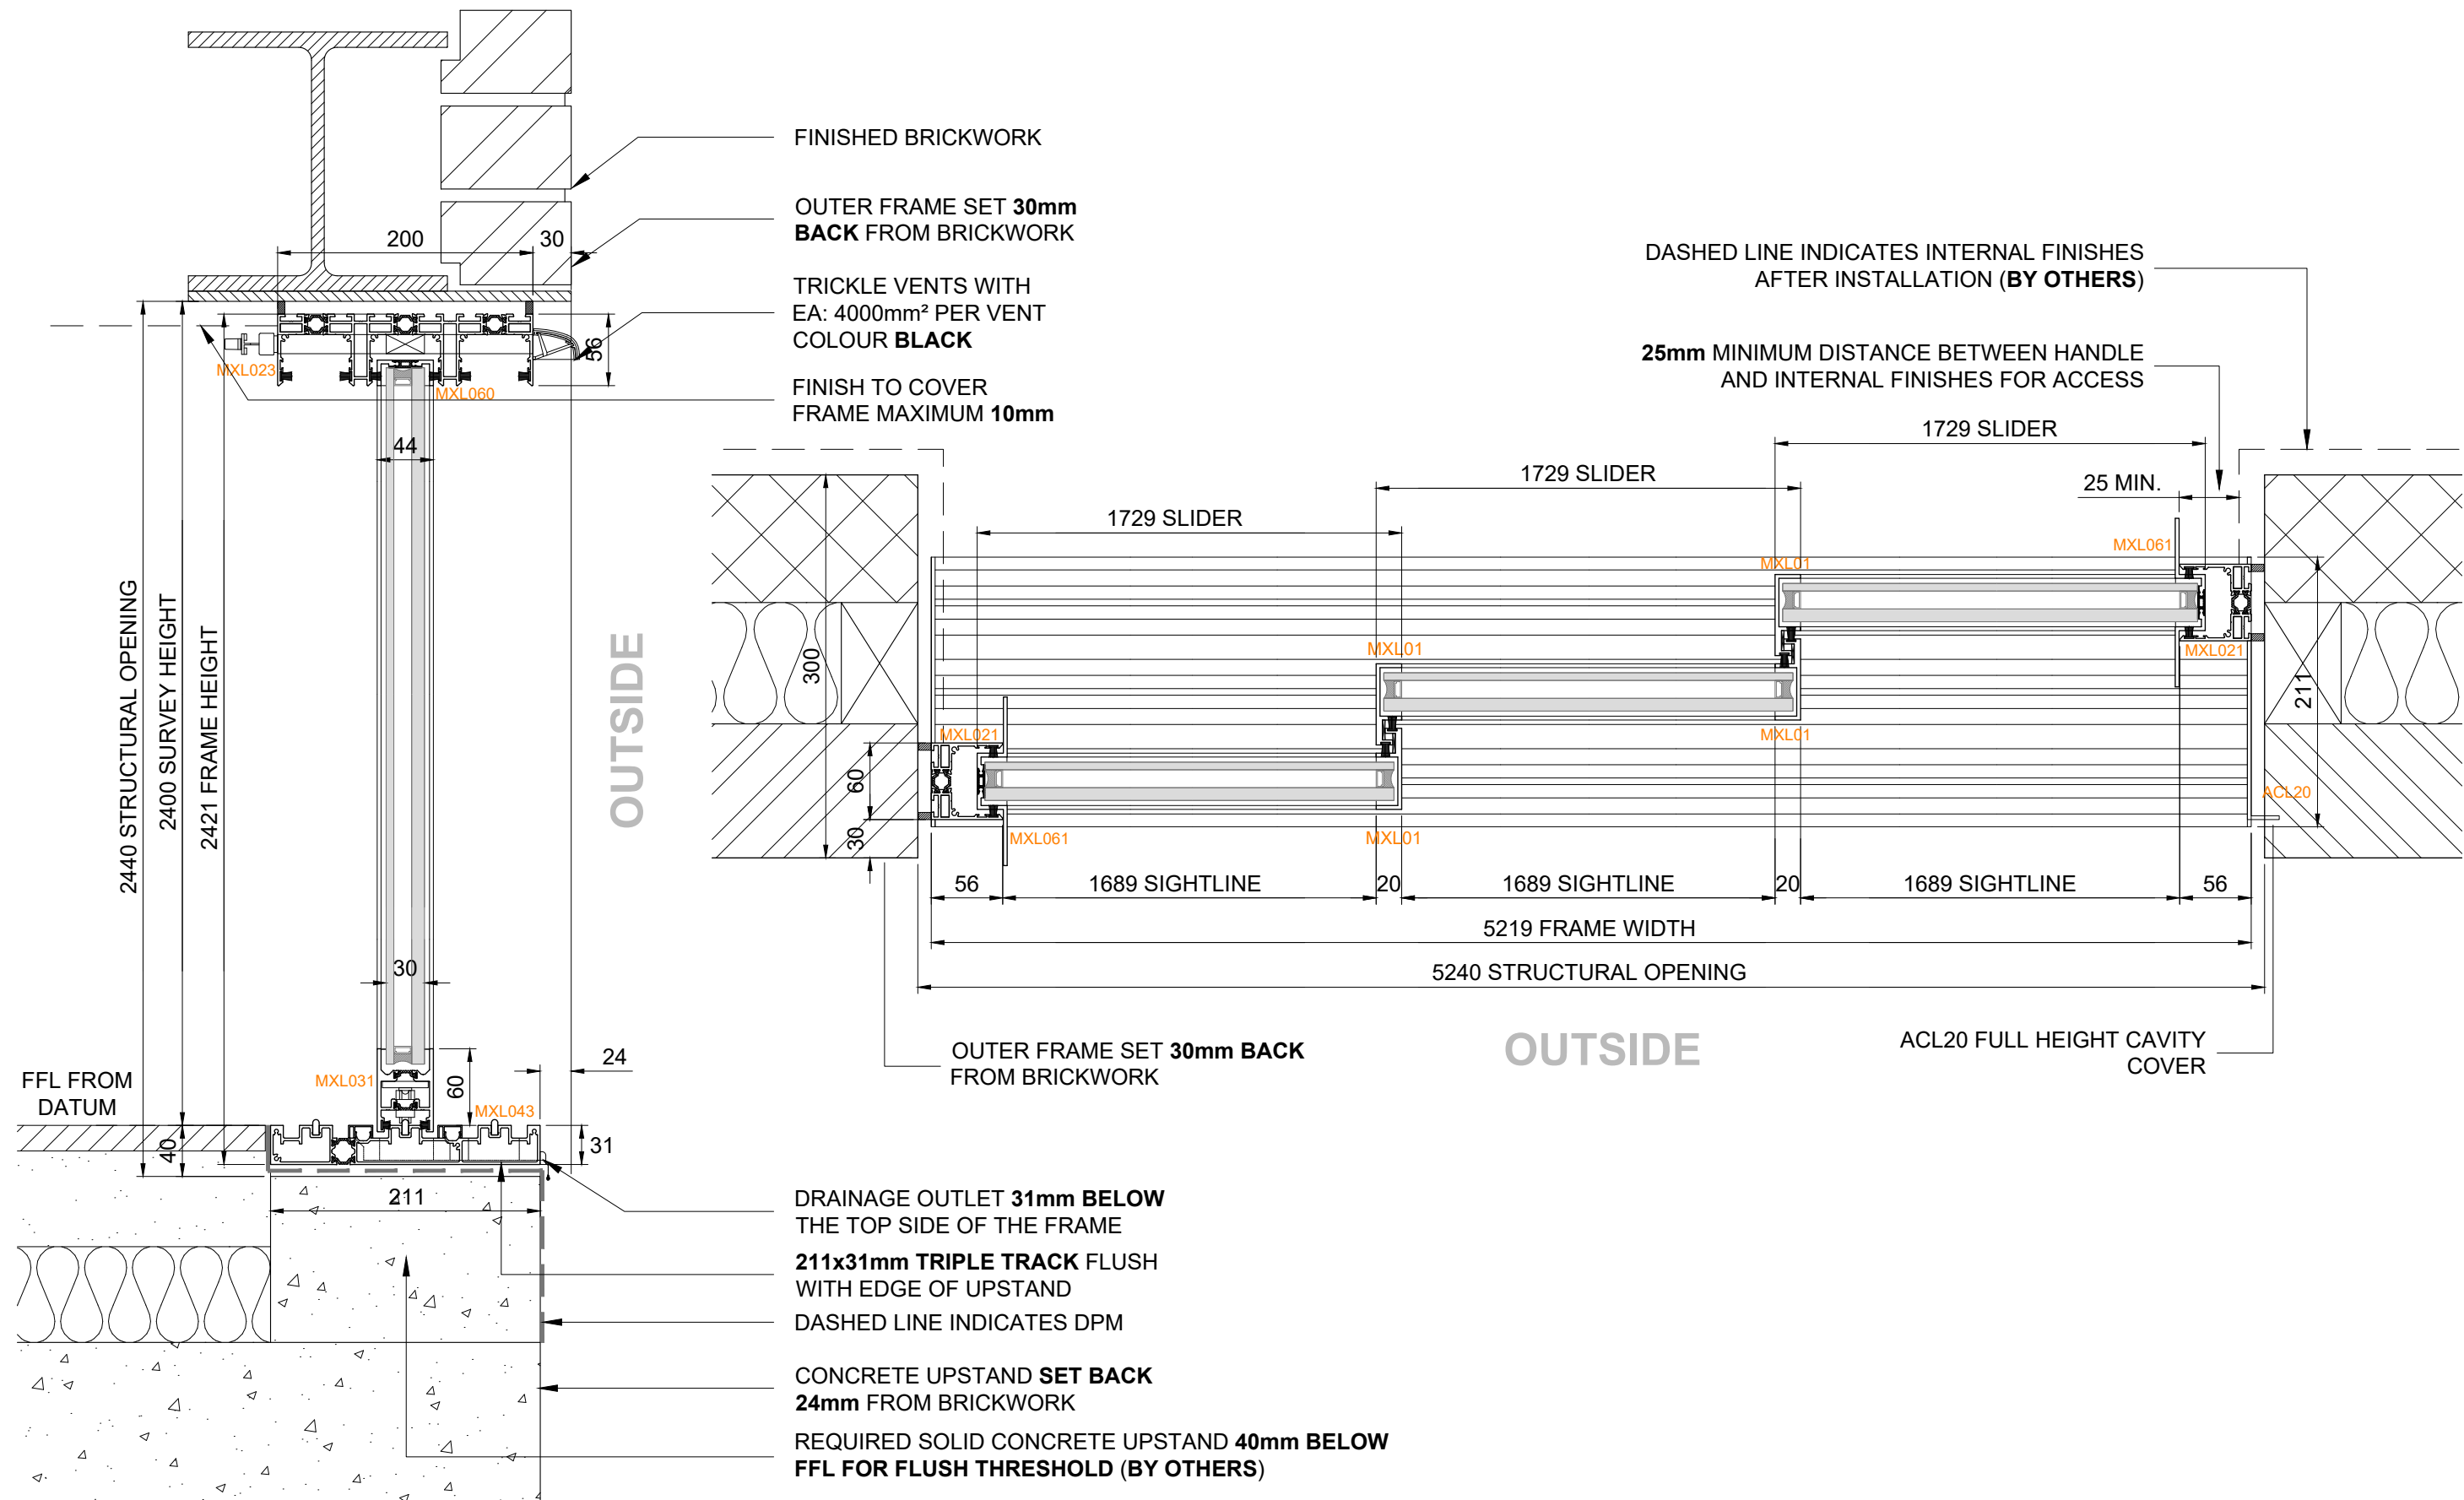 FINISHED BRICKWORK
OUTER FRAME SET 30mm
BACK FROM BRICKWORK
200
30
TRICKLE VENTS WITH
EA: 4000mm² PER VENT
COLOUR BLACK
56
MXL023
MXL060
FINISH TO COVER
FRAME MAXIMUM 10mm
44
2440 STRUCTURAL OPENING
2400 SURVEY HEIGHT
2421 FRAME HEIGHT
OUTSIDE
30
24
FFL FROM
DATUM
MXL031
60
MXL043
40
31
211
DRAINAGE OUTLET 31mm BELOW
THE TOP SIDE OF THE FRAME
211x31mm TRIPLE TRACK FLUSH
WITH EDGE OF UPSTAND
DASHED LINE INDICATES DPM
CONCRETE UPSTAND SET BACK
24mm FROM BRICKWORK
REQUIRED SOLID CONCRETE UPSTAND 40mm BELOW
FFL FOR FLUSH THRESHOLD (BY OTHERS)
DASHED LINE INDICATES INTERNAL FINISHES
AFTER INSTALLATION (BY OTHERS)
25mm MINIMUM DISTANCE BETWEEN HANDLE
AND INTERNAL FINISHES FOR ACCESS
1729 SLIDER
1729 SLIDER
1729 SLIDER
25 MIN.
MXL061
MXL01
MXL01
MXL021
300
211
MXL021
MXL01
60
ACL20
30
MXL061
MXL01
56
1689 SIGHTLINE
20
1689 SIGHTLINE
20
1689 SIGHTLINE
56
5219 FRAME WIDTH
5240 STRUCTURAL OPENING
OUTER FRAME SET 30mm BACK
FROM BRICKWORK
OUTSIDE
ACL20 FULL HEIGHT CAVITY
COVER